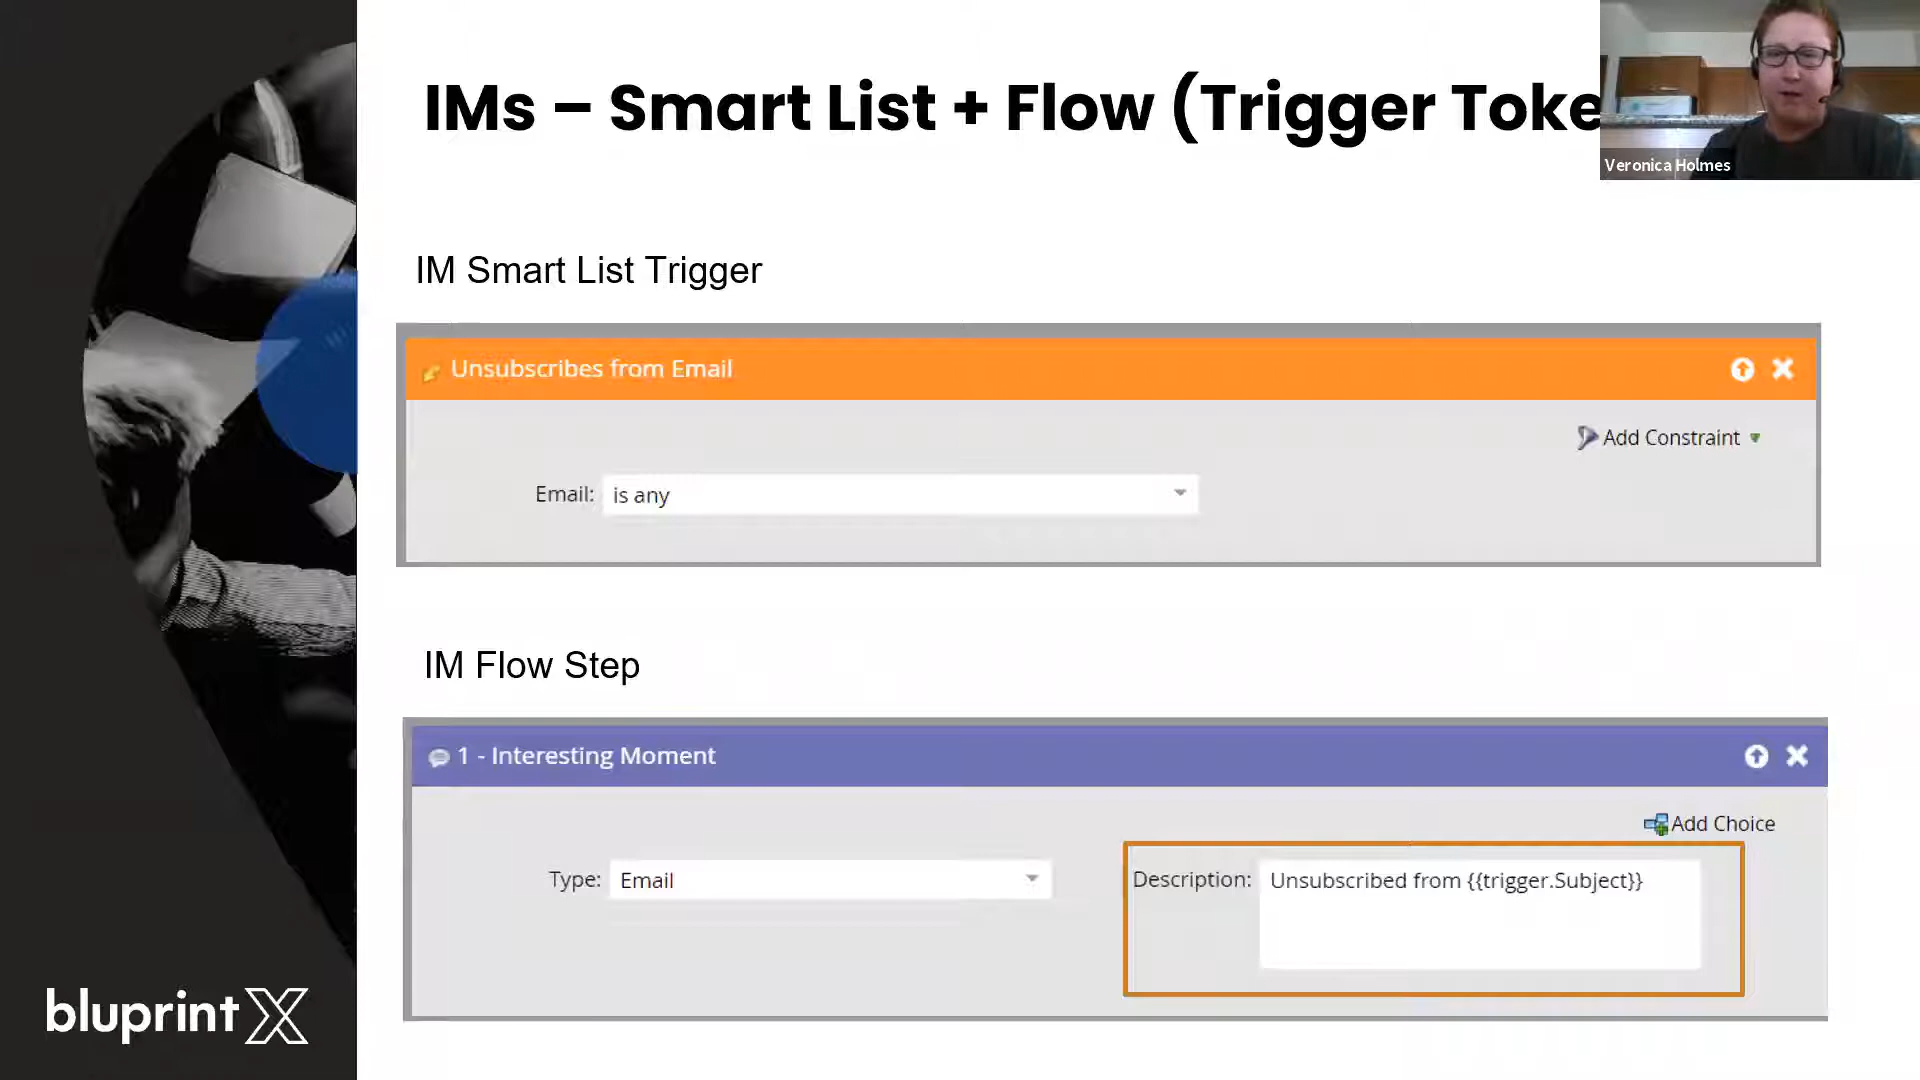 IMs – Smart List + Flow (Trigger Toke
Veronica Holmes
IM Smart List Trigger
Unsubscribes from Email
Add Constraint
Email: is any
IM Flow Step
1 - Interesting Moment
Add Choice
Type: Email
Description: Unsubscribed from {{trigger.Subject}}
bluprintX